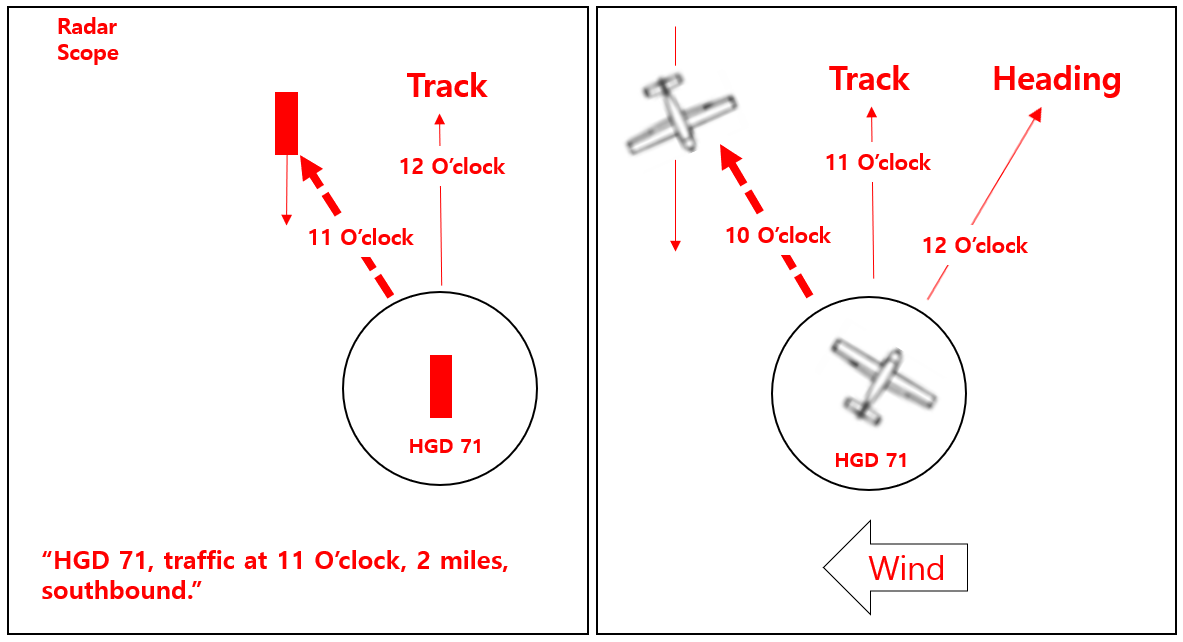 Radar
Scope
Track
12 O’clock
11 O’clock
HGD 71
“HGD 71, traffic at 11 O’clock, 2 miles,
southbound.”
Track
Heading
11 O’clock
10 O’clock
12 O’clock
HGD 71
Wind